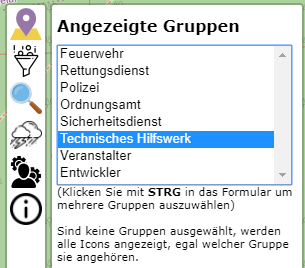 Angezeigte Gruppen
Feuerwehr
Rettungsdienst
Polizei
Ordnungsamt
Sicherheitsdienst
Technisches Hilfswerk
Veranstalter
Entwickler
(Klicken Sie mit STRG in das Formular um
mehrere Gruppen auszuwählen)
Sind keine Gruppen ausgewählt, werden
alle Icons angezeigt, egal welcher Gruppe
sie angehören.